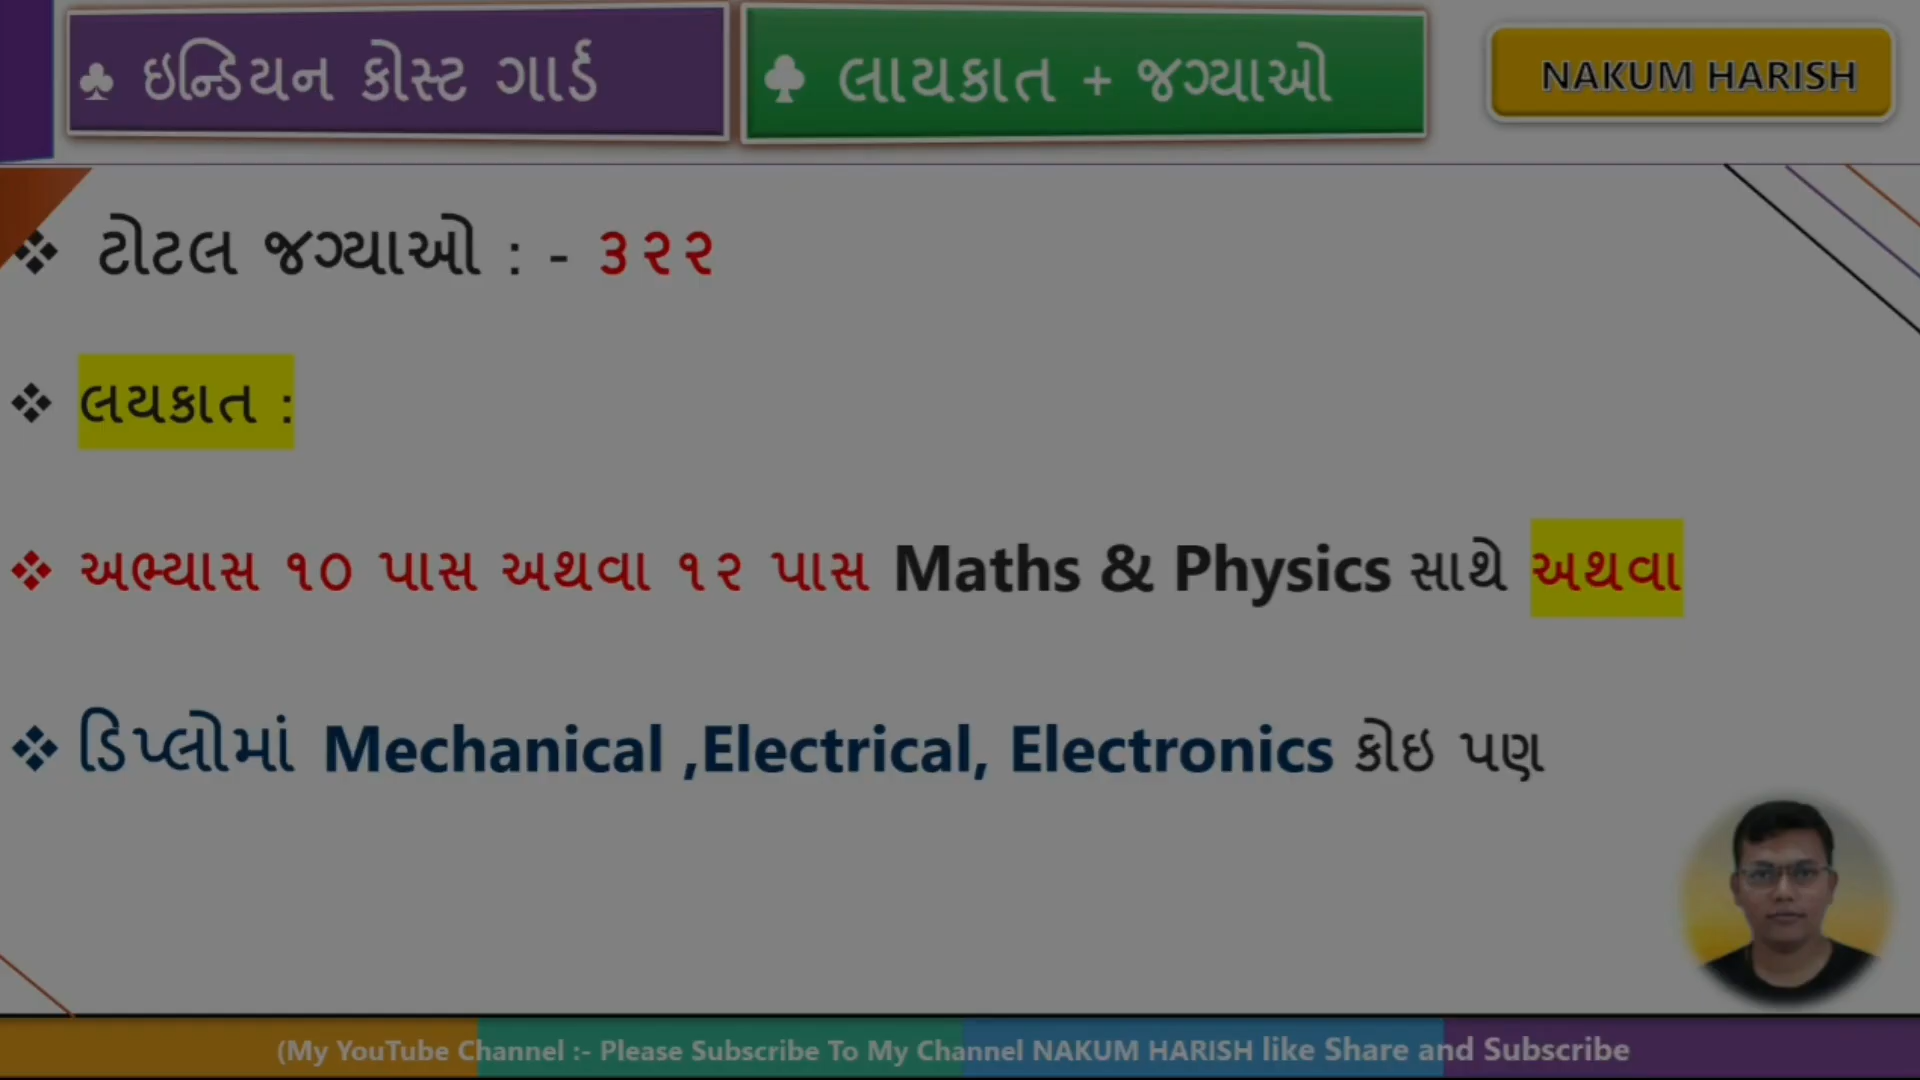 ♣ ઇન્ડિયન કોસ્ટ ગાર્ડ
♣ લાયકાત + જગ્યાઓ
NAKUM HARISH
❖ ટોટલ જગ્યાઓ : - ૩૨૨
❖ લયકાત :
❖ અભ્યાસ ૧૦ પાસ અથવા ૧૨ પાસ Maths & Physics સાથે અથવા
❖ ડિપ્લોમાં Mechanical ,Electrical, Electronics કોઇ પણ
(My YouTube Channel :- Please Subscribe To My Channel NAKUM HARISH like Share and Subscribe